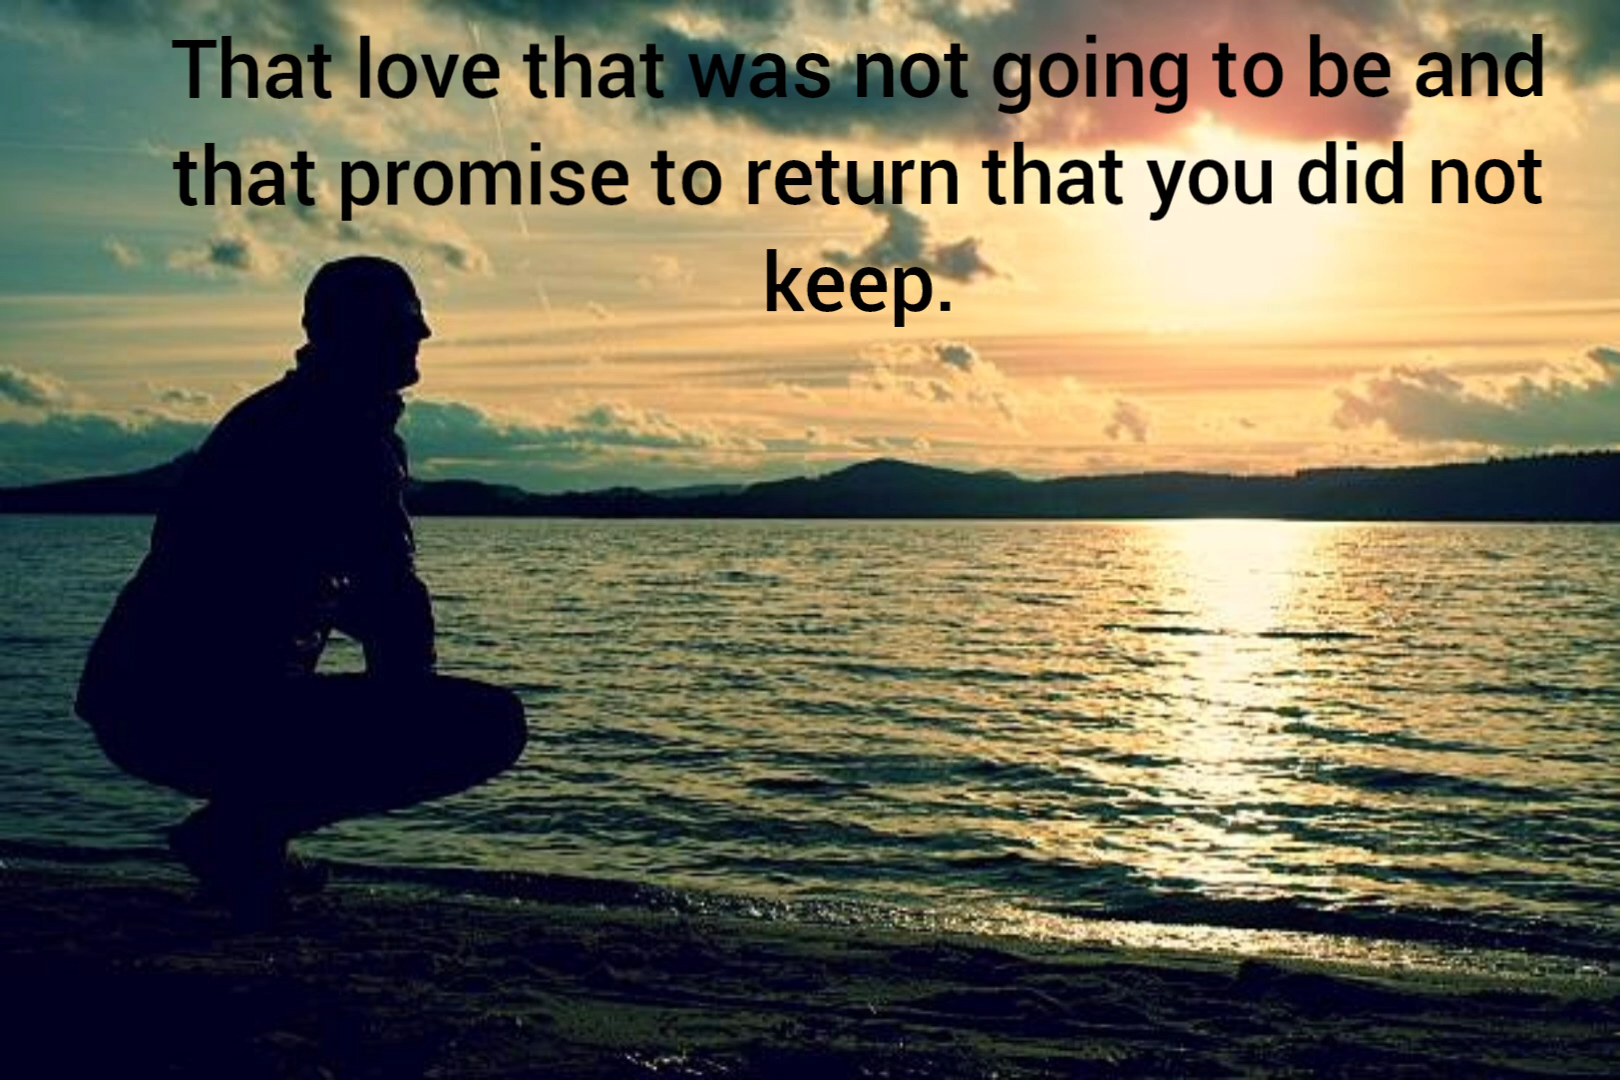 That love that was not going to be and
that promise to return that you did not
keep.